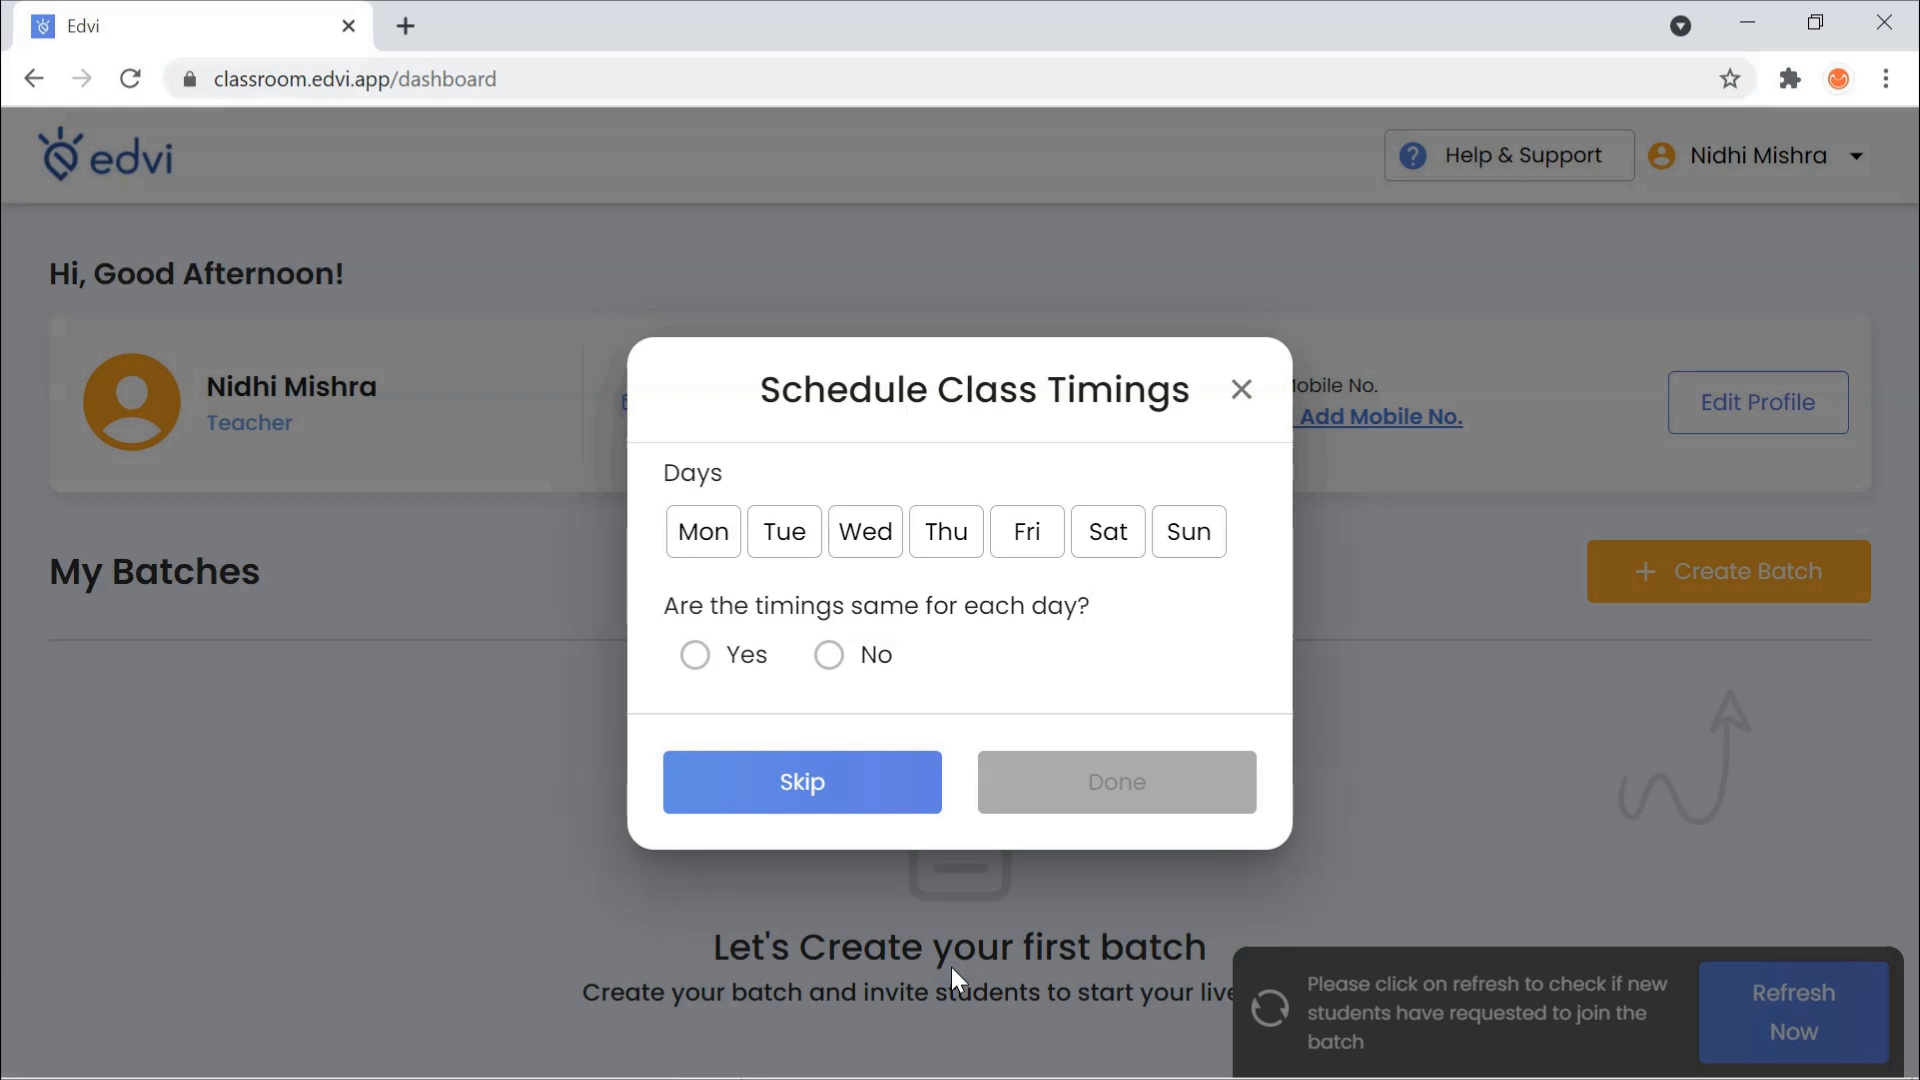 Edvi
classroom.edvi.app/dashboard
edvi
Help & Support
Nidhi Mishra
Hi, Good Afternoon!
Nidhi Mishra
Teacher
Mobile No.
Add Mobile No.
Edit Profile
Schedule Class Timings
Days
Mon Tue Wed Thu Fri Sat Sun
Are the timings same for each day?
Yes No
Skip
Done
My Batches
+ Create Batch
Let's Create your first batch
Create your batch and invite students to start your live
Please click on refresh to check if new
students have requested to join the
batch
Refresh
Now